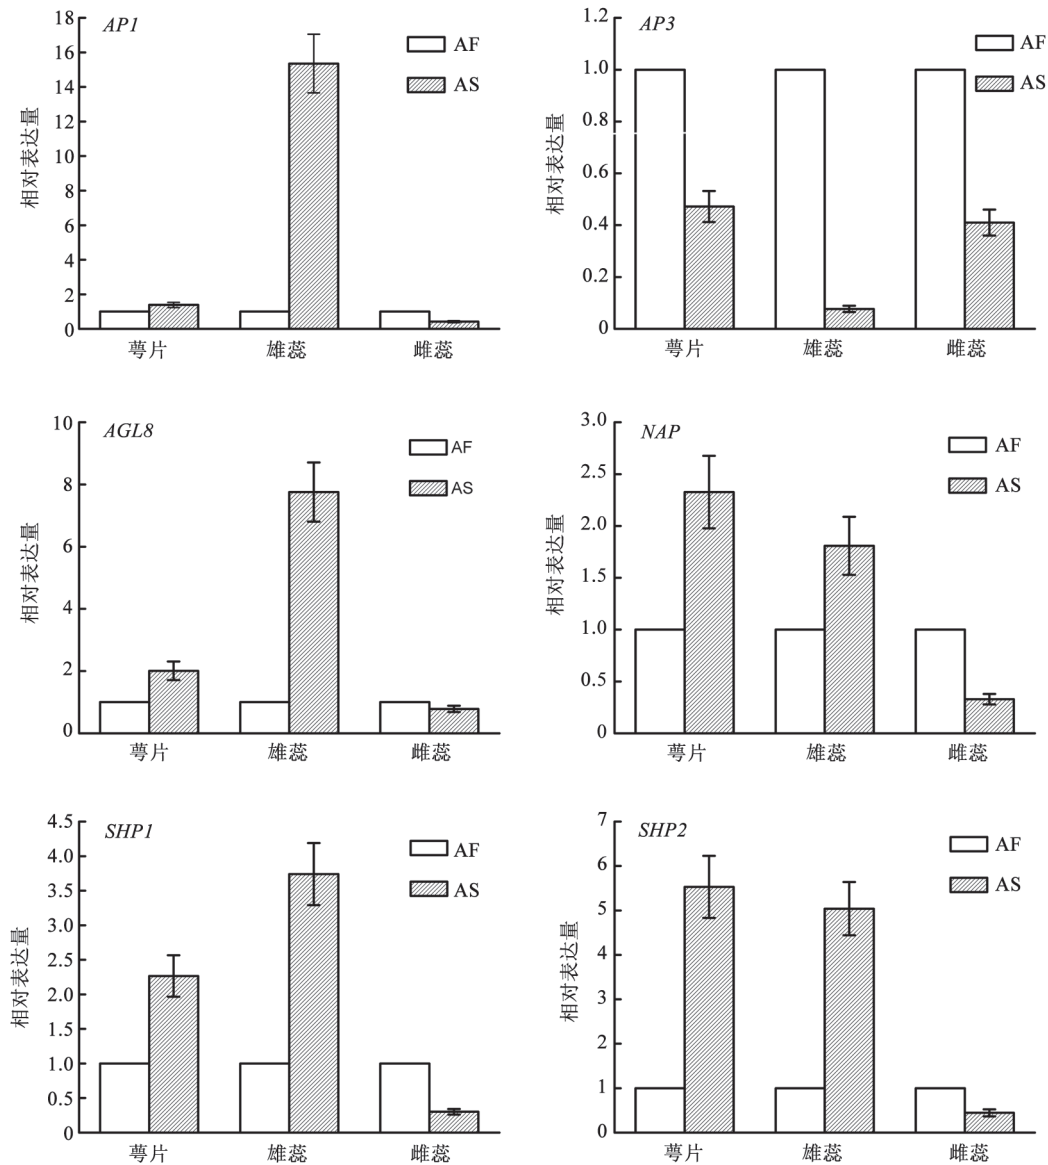 AP1
AF
AS
18
16
14
12
10
8
6
4
2
0
相对表达量
萼片
雄蕊
雌蕊
AP3
AF
AS
1.2
1.0
0.8
0.6
0.4
0.2
0
相对表达量
萼片
雄蕊
雌蕊
AGL8
AF
AS
10
8
6
4
2
0
相对表达量
萼片
雄蕊
雌蕊
NAP
AF
AS
3.0
2.5
2.0
1.5
1.0
0.5
0
相对表达量
萼片
雄蕊
雌蕊
SHP1
AF
AS
4.5
4.0
3.5
3.0
2.5
2.0
1.5
1.0
0.5
0
相对表达量
萼片
雄蕊
雌蕊
SHP2
AF
AS
7
6
5
4
3
2
1
0
相对表达量
萼片
雄蕊
雌蕊